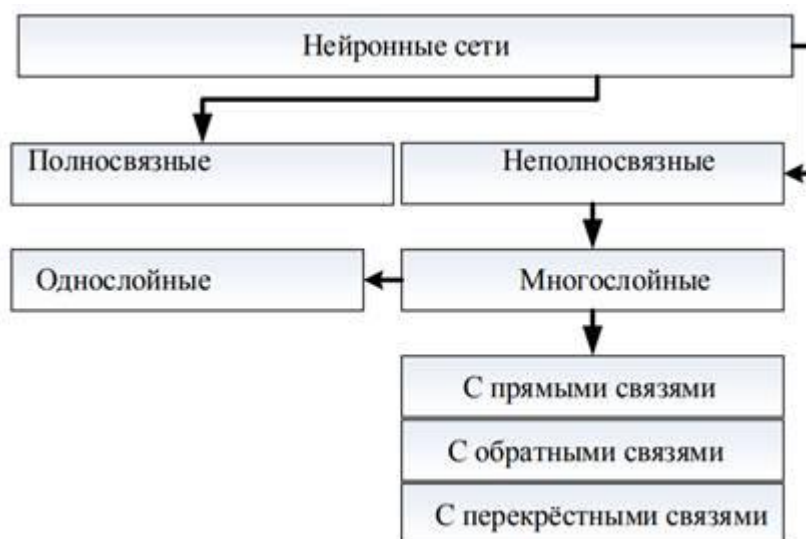 Нейронные сети
Полносвязные
Неполносвязные
Однослойные
Многослойные
С прямыми связями
С обратными связями
С перекрёстными связями